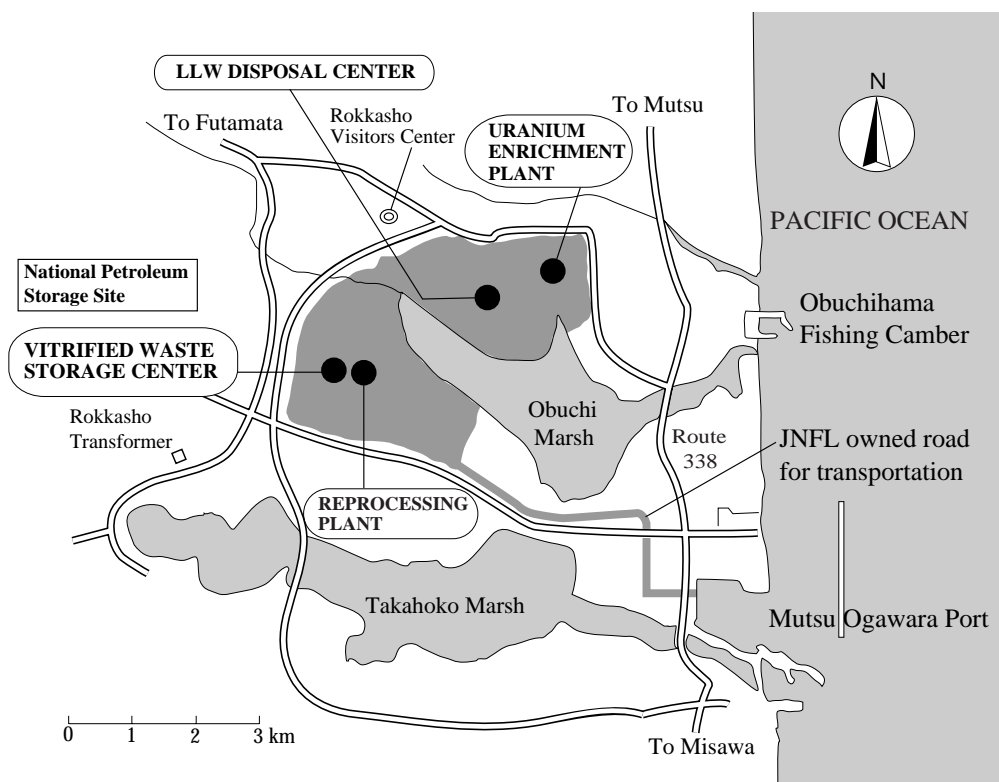 LLW DISPOSAL CENTER
N
To Futamata
Rokkasho
Visitors Center
To Mutsu
URANIUM
ENRICHMENT
PLANT
PACIFIC OCEAN
National Petroleum
Storage Site
Obuchihama
Fishing Camber
VITRIFIED WASTE
STORAGE CENTER
Rokkasho
Transformer
Obuchi
Marsh
Route
338
JNFL owned road
for transportation
REPROCESSING
PLANT
Takahoko Marsh
Mutsu Ogawara Port
0 1 2 3 km
To Misawa